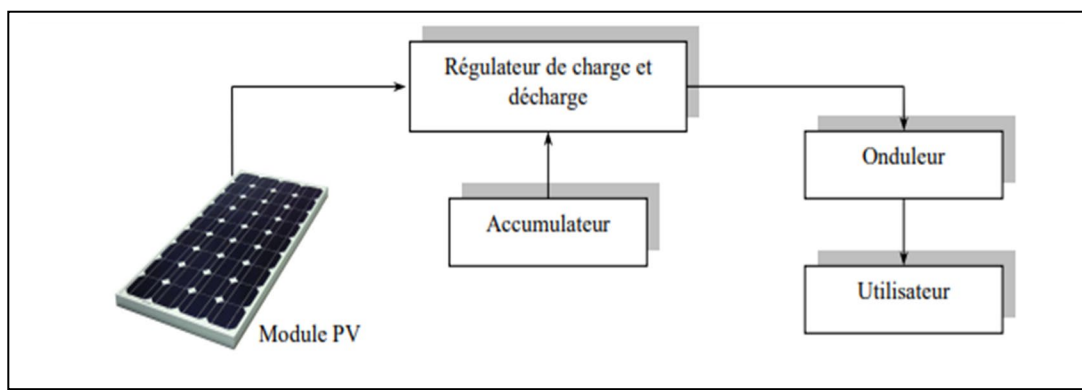 Régulateur de charge et
décharge
Onduleur
Accumulateur
Utilisateur
Module PV